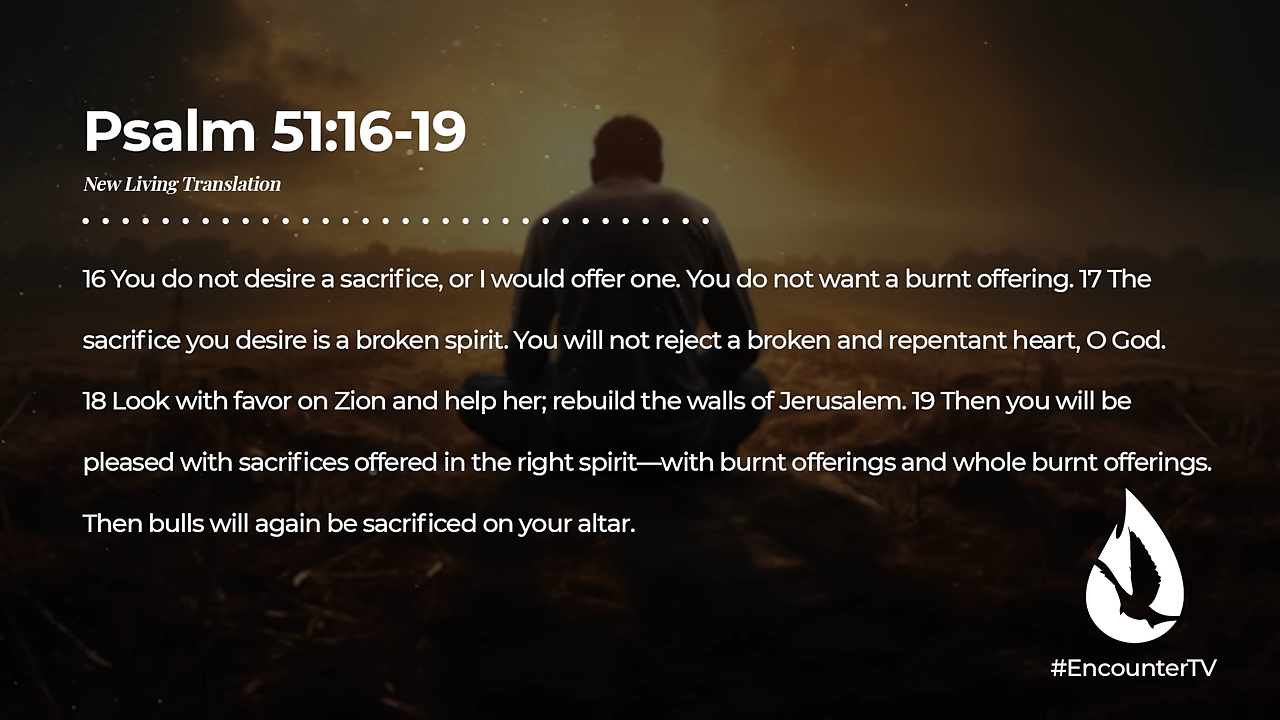 Psalm 51:16-19
New Living Translation
16 You do not desire a sacrifice, or I would offer one. You do not want a burnt offering. 17 The
sacrifice you desire is a broken spirit. You will not reject a broken and repentant heart, O God.
18 Look with favor on Zion and help her; rebuild the walls of Jerusalem. 19 Then you will be
pleased with sacrifices offered in the right spirit—with burnt offerings and whole burnt offerings.
Then bulls will again be sacrificed on your altar.
#EncounterTV